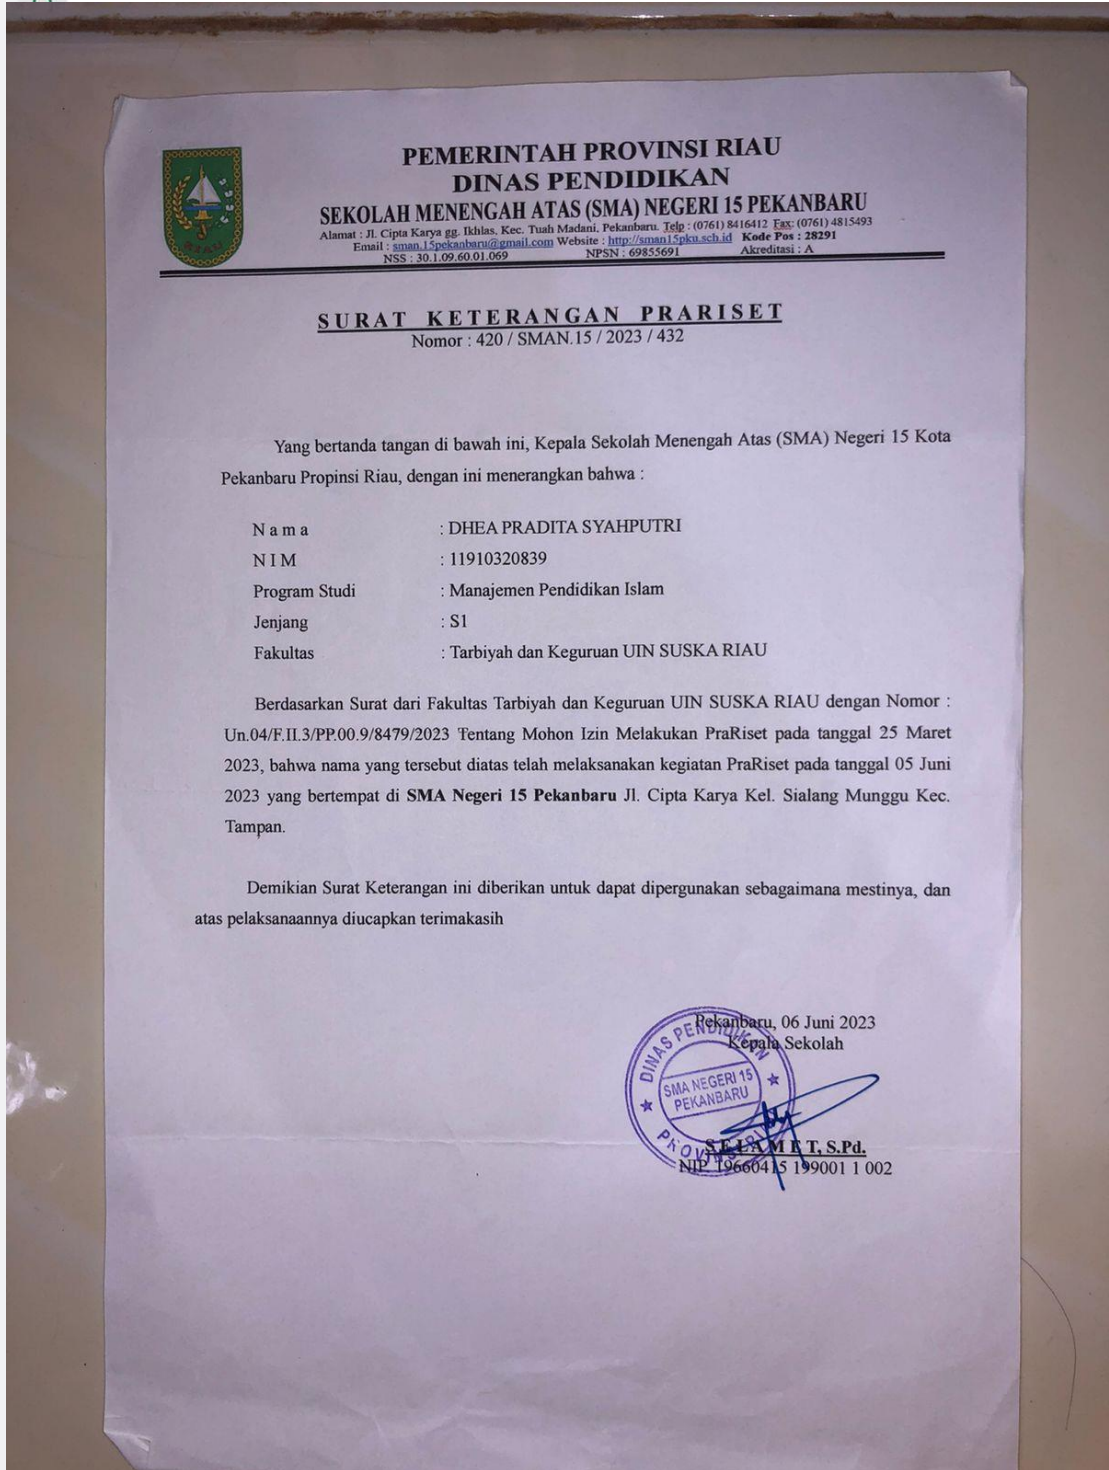 RIAU
PEMERINTAH PROVINSI RIAU
DINAS PENDIDIKAN
SEKOLAH MENENGAH ATAS (SMA) NEGERI 15 PEKANBARU
Alamat : Jl. Cipta Karya gg. Ikhlas, Kec. Tuah Madani, Pekanbaru. Telp : (0761) 8416412 Fax: (0761) 4815493
Email : sman.15pekanbaru@gmail.com Website : http://sman15pku.sch.id Kode Pos : 28291
NSS : 30.1.09.60.01.069 NPSN : 69855691 Akreditasi : A
SURAT KETERANGAN PRARISET
Nomor : 420 / SMAN.15 / 2023 / 432
Yang bertanda tangan di bawah ini, Kepala Sekolah Menengah Atas (SMA) Negeri 15 Kota
Pekanbaru Propinsi Riau, dengan ini menerangkan bahwa :
N a m a : DHEA PRADITA SYAHPUTRI
N I M : 11910320839
Program Studi : Manajemen Pendidikan Islam
Jenjang : S1
Fakultas : Tarbiyah dan Keguruan UIN SUSKA RIAU
Berdasarkan Surat dari Fakultas Tarbiyah dan Keguruan UIN SUSKA RIAU dengan Nomor :
Un.04/F.II.3/PP.00.9/8479/2023 Tentang Mohon Izin Melakukan PraRiset pada tanggal 25 Maret
2023, bahwa nama yang tersebut diatas telah melaksanakan kegiatan PraRiset pada tanggal 05 Juni
2023 yang bertempat di SMA Negeri 15 Pekanbaru Jl. Cipta Karya Kel. Sialang Munggu Kec.
Tampan.
Demikian Surat Keterangan ini diberikan untuk dapat dipergunakan sebagaimana mestinya, dan
atas pelaksanaannya diucapkan terimakasih
Pekanbaru, 06 Juni 2023
Kepala Sekolah
DINAS PENDIDIKAN
SMA NEGERI 15
PEKANBARU
PROVINSI RIAU
S E L A M E T, S.Pd.
NIP. 19660415 199001 1 002